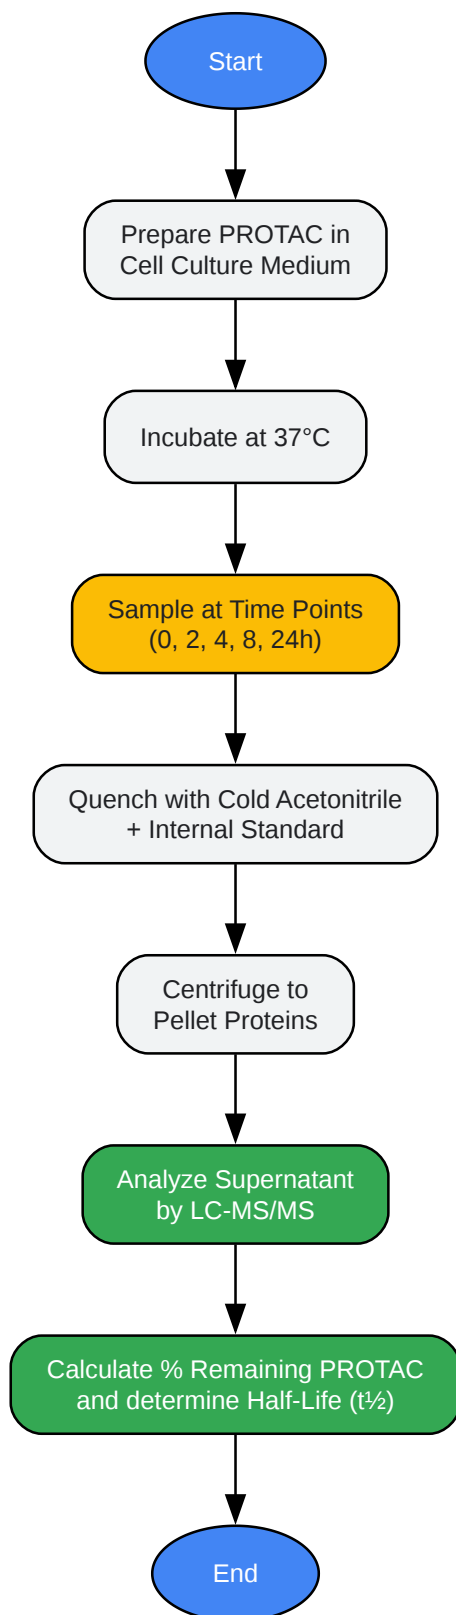 Start
Prepare PROTAC in
Cell Culture Medium
Incubate at 37°C
Sample at Time Points
(0, 2, 4, 8, 24h)
Quench with Cold Acetonitrile
+ Internal Standard
Centrifuge to
Pellet Proteins
Analyze Supernatant
by LC-MS/MS
Calculate % Remaining PROTAC
and determine Half-Life (t½)
End